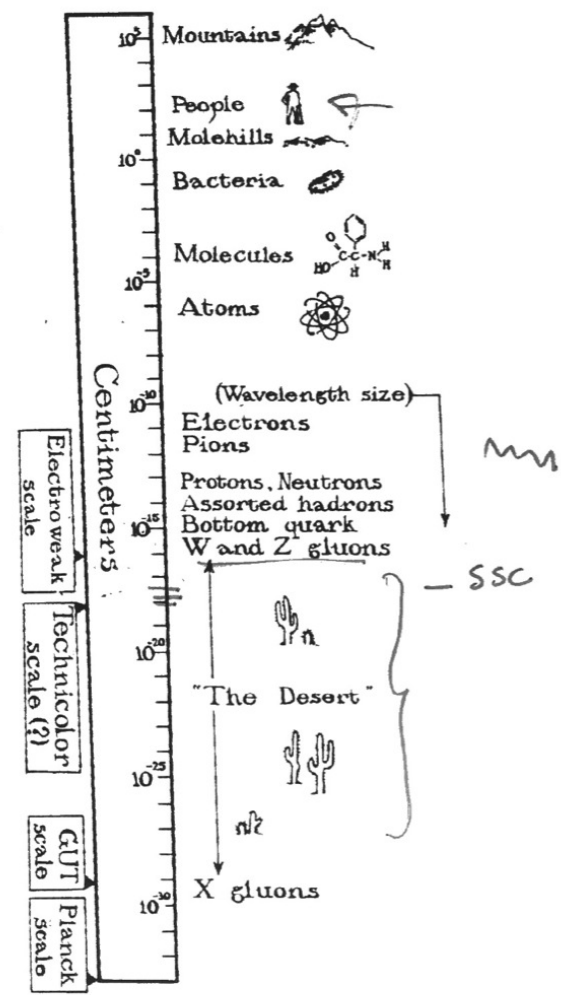 10⁵ Mountains
People
Molehills
10⁰
Bacteria
Molecules
O
HO C-C-N H
H
H
10⁻⁵
Atoms
Centimeters
10⁻¹⁰
(Wavelength size)
Electrons
Pions
Protons, Neutrons
Assorted hadrons
10⁻¹⁵
Bottom quark
W and Z gluons
SSC
10⁻²⁰
"The Desert"
10⁻²⁵
X gluons
10⁻³⁰
Electroweak
scale
Technicolor
scale (?)
GUT
scale
Planck
scale